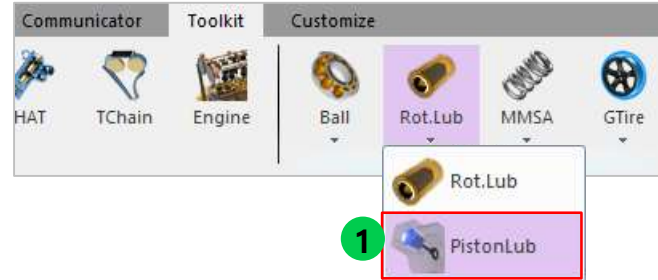 Communicator Toolkit Customize
HAT TChain Engine Ball Rot.Lub MMSA GTire
Rot.Lub
1 PistonLub